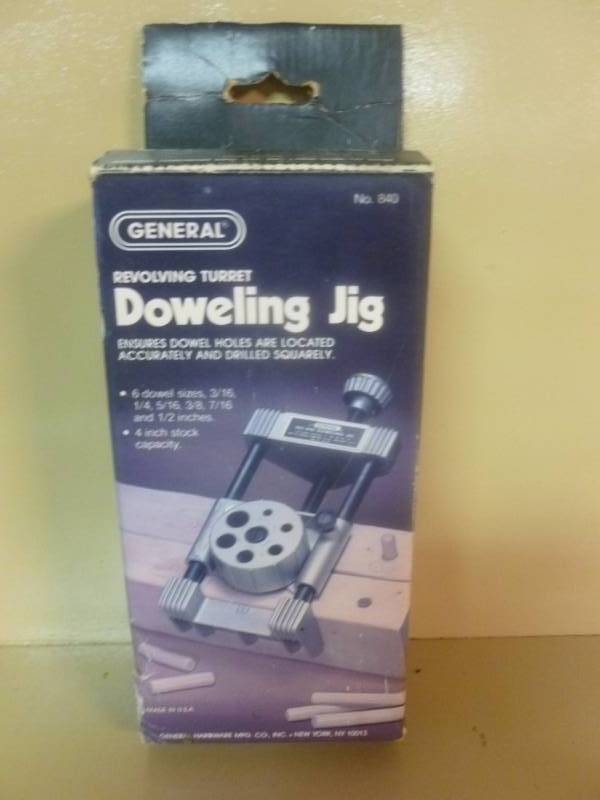 No. 840
GENERAL®
REVOLVING TURRET
Doweling Jig
ENSURES DOWEL HOLES ARE LOCATED
ACCURATELY AND DRILLED SQUARELY.
• 6 dowel sizes, 3/16,
1/4, 5/16, 3/8, 7/16
and 1/2 inches.
• 4 inch stock
capacity.
MADE IN U.S.A.
GENERAL HARDWARE MFG. CO., INC. • NEW YORK, NY 10013